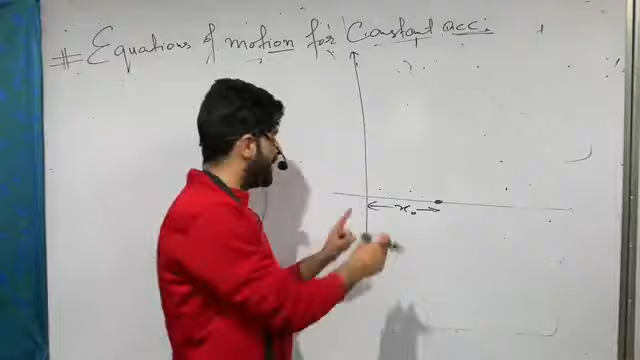 # Equations of motion for Constant acc.
x₀